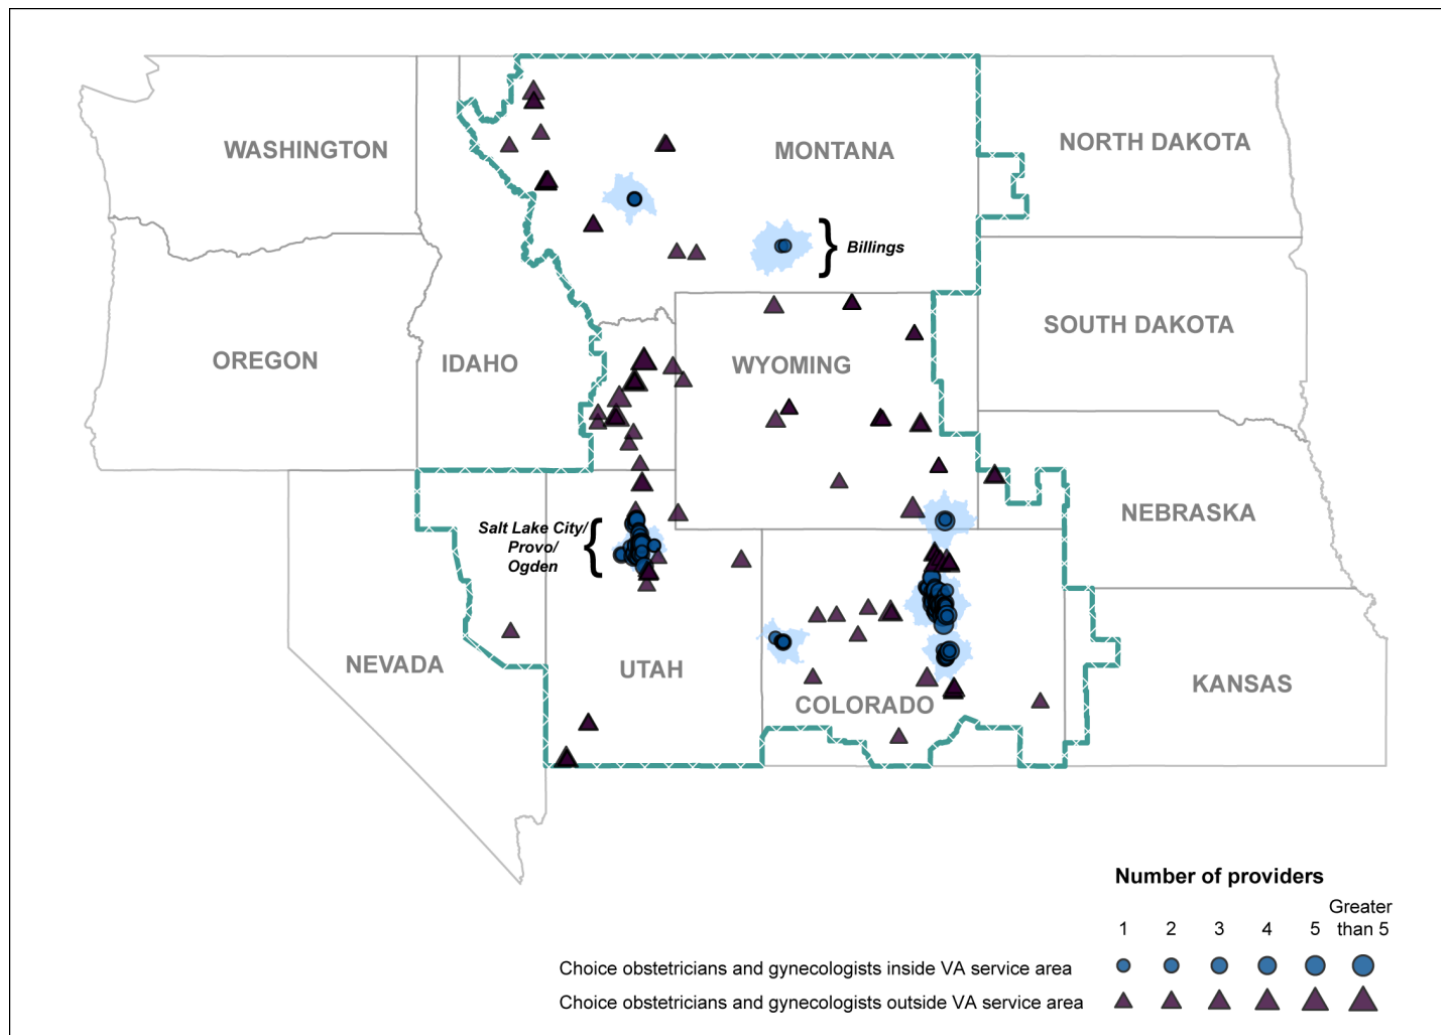 WASHINGTON
MONTANA
NORTH DAKOTA
Billings
OREGON
IDAHO
WYOMING
SOUTH DAKOTA
Salt Lake City/
Provo/
Ogden
NEBRASKA
NEVADA
UTAH
COLORADO
KANSAS
Number of providers
1 2 3 4 5 Greater
than 5
Choice obstetricians and gynecologists inside VA service area
Choice obstetricians and gynecologists outside VA service area